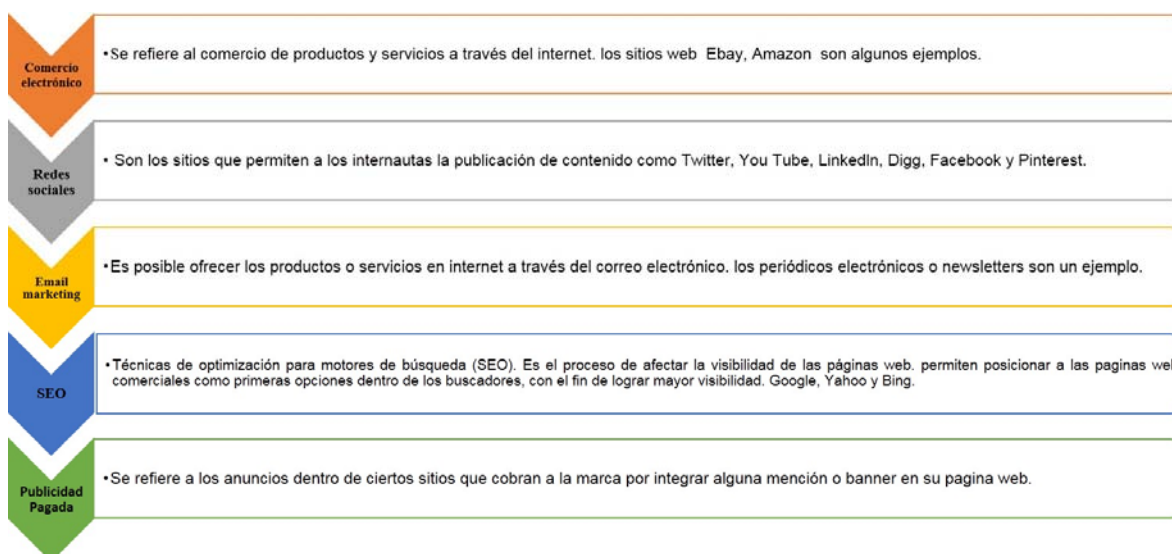 Comercio
electrónico
•Se refiere al comercio de productos y servicios a través del internet. los sitios web Ebay, Amazon son algunos ejemplos.
Redes
sociales
• Son los sitios que permiten a los internautas la publicación de contenido como Twitter, You Tube, LinkedIn, Digg, Facebook y Pinterest.
Email
marketing
•Es posible ofrecer los productos o servicios en internet a través del correo electrónico. los periódicos electrónicos o newsletters son un ejemplo.
SEO
•Técnicas de optimización para motores de búsqueda (SEO). Es el proceso de afectar la visibilidad de las páginas web. permiten posicionar a las paginas web
comerciales como primeras opciones dentro de los buscadores, con el fin de lograr mayor visibilidad. Google, Yahoo y Bing.
Publicidad
Pagada
•Se refiere a los anuncios dentro de ciertos sitios que cobran a la marca por integrar alguna mención o banner en su pagina web.